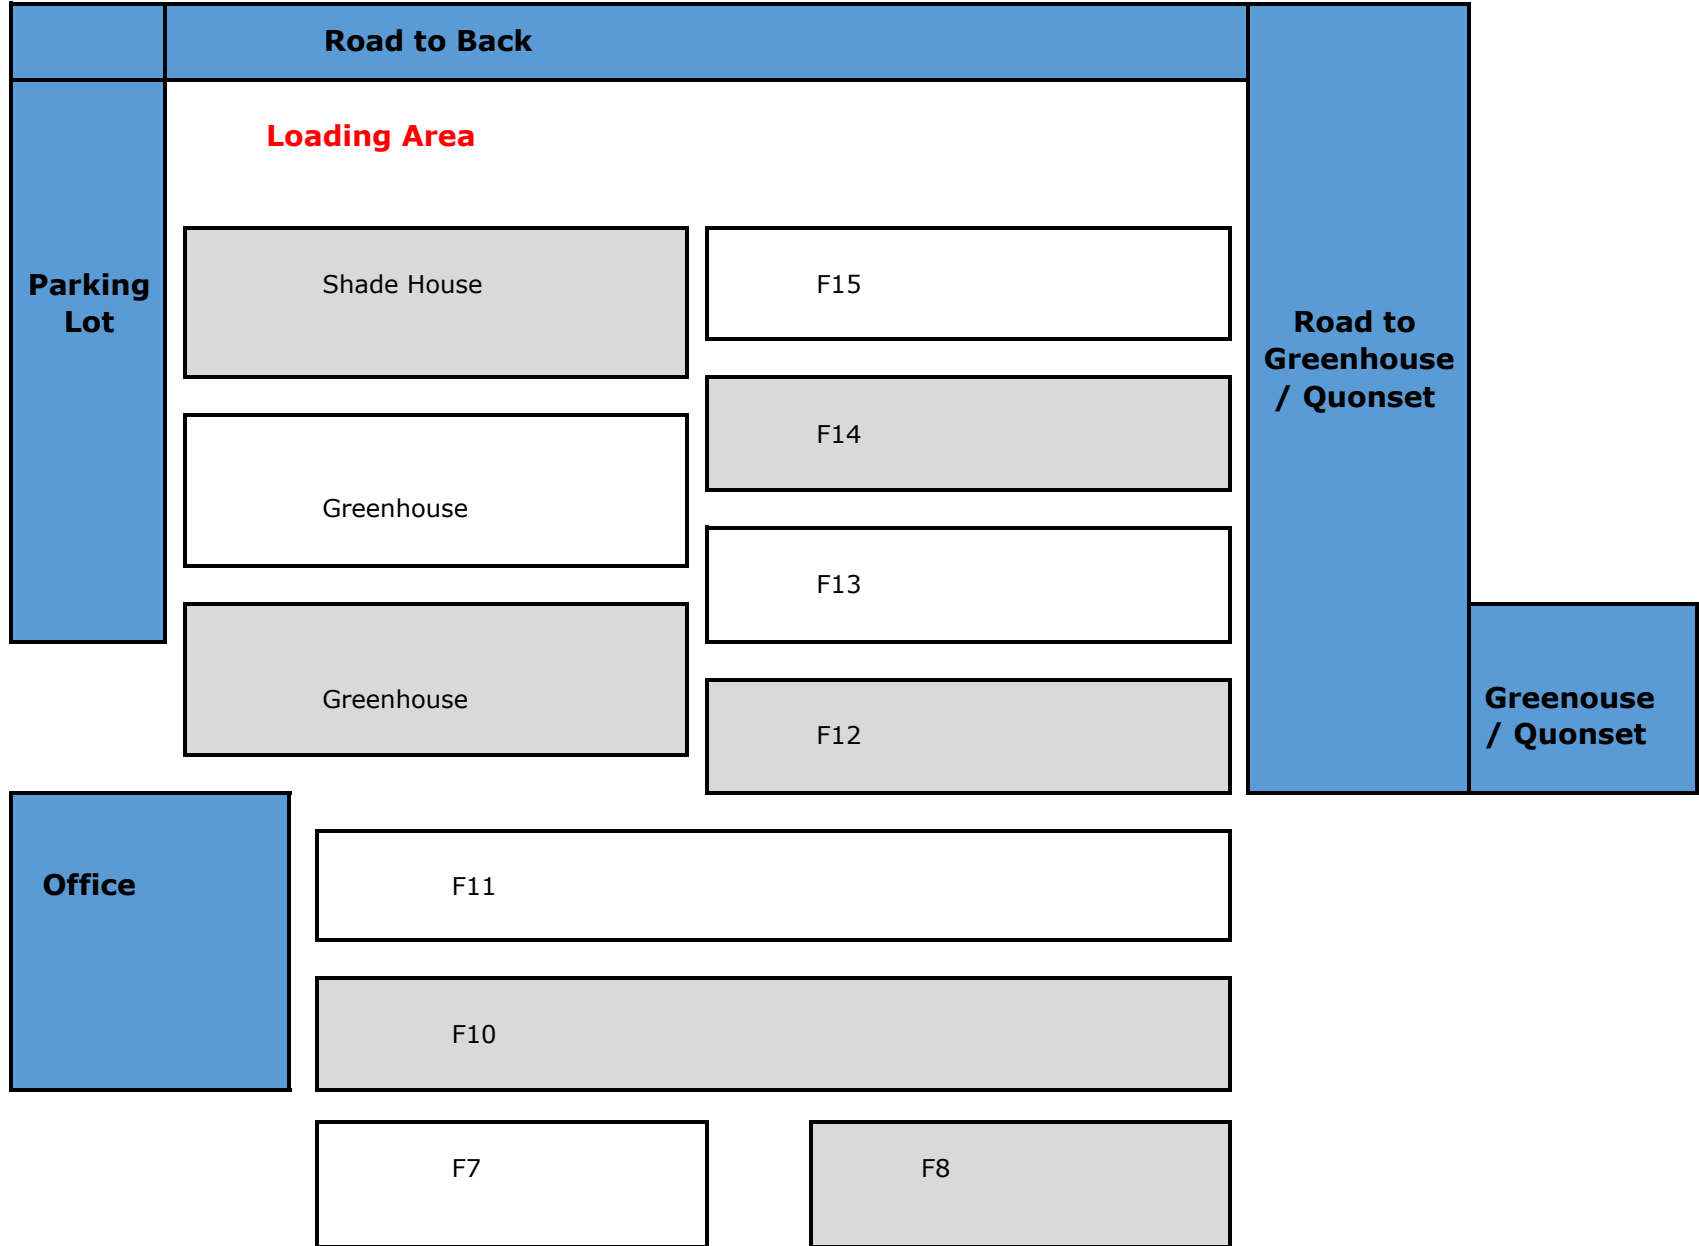 Road to Back
Loading Area
Parking
Lot
Shade House
F15
Road to
Greenhouse
/ Quonset
F14
Greenhouse
F13
Greenhouse
F12
Greenouse
/ Quonset
Office
F11
F10
F7
F8